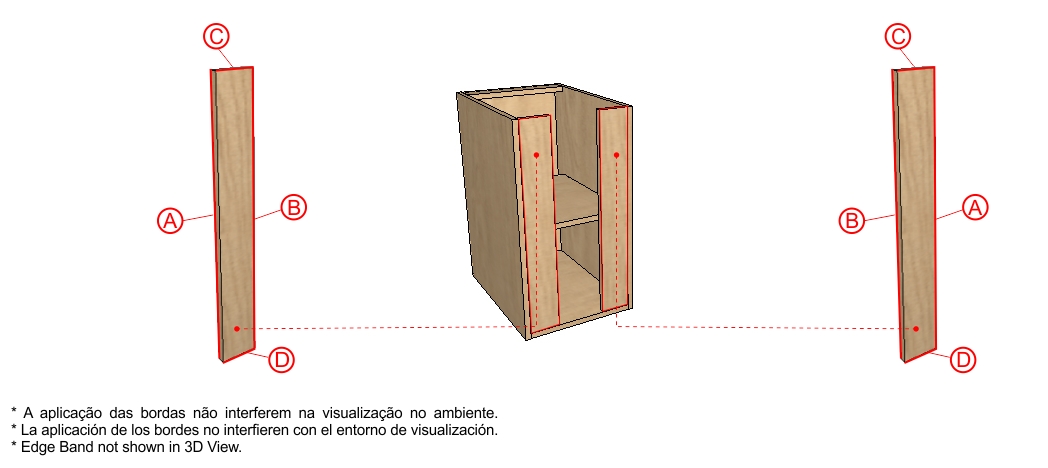 C
C
B
A
A
B
D
D
* A aplicação das bordas não interferem na visualização no ambiente.
* La aplicación de los bordes no interfieren con el entorno de visualización.
* Edge Band not shown in 3D View.